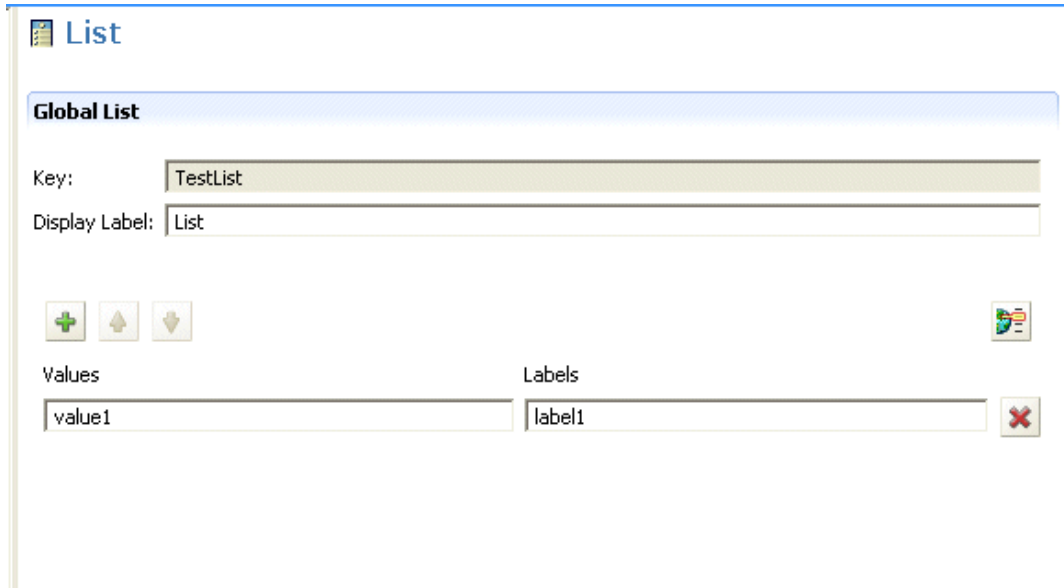 List
Global List
Key: TestList
Display Label: List
Values Labels
value1 label1